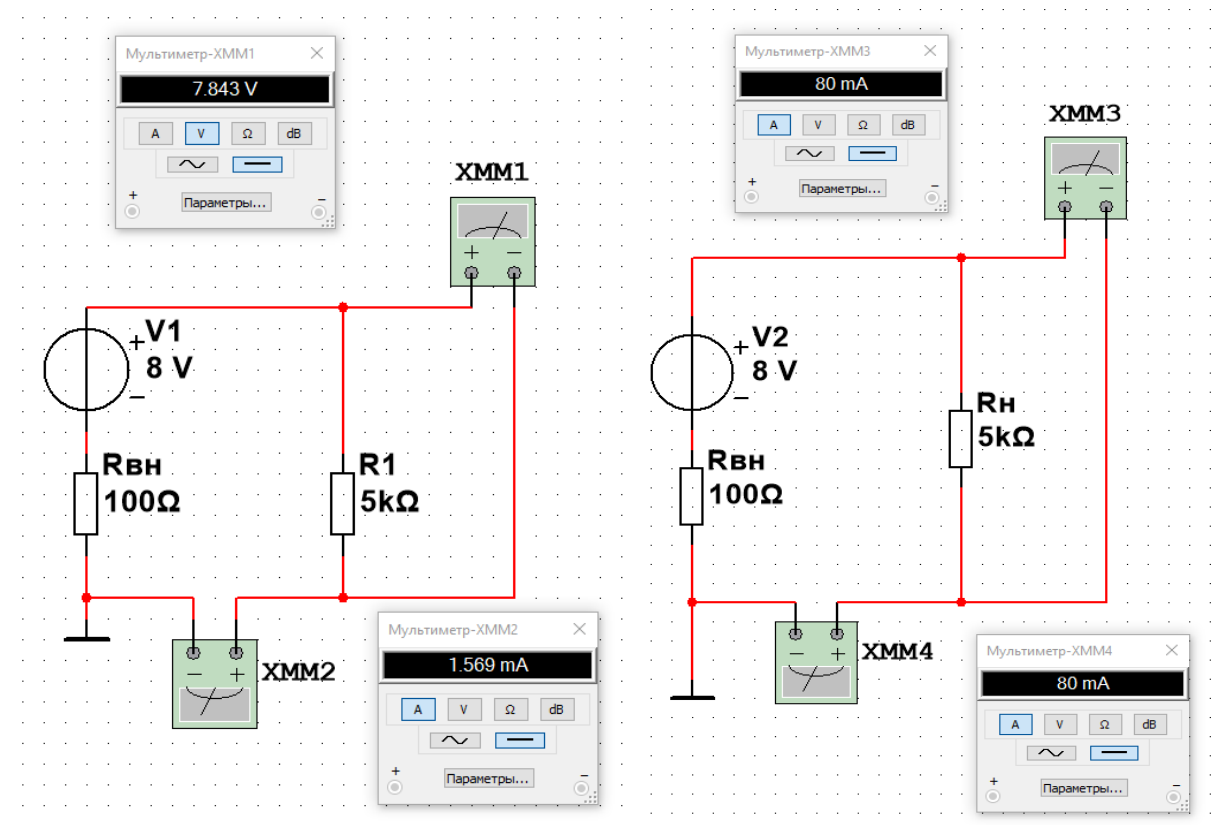 Мультиметр-XMM1
7.843 V
A V Ω dB
+ Параметры... −
XMM1
+ −
V1
8 V
+
−
Rвн
100Ω
R1
5kΩ
XMM2
− +
Мультиметр-XMM2
1.569 mA
A V Ω dB
+ Параметры... −
Мультиметр-XMM3
80 mA
A V Ω dB
+ Параметры... −
XMM3
+ −
V2
8 V
+
−
Rн
5kΩ
Rвн
100Ω
XMM4
− +
Мультиметр-XMM4
80 mA
A V Ω dB
+ Параметры... −